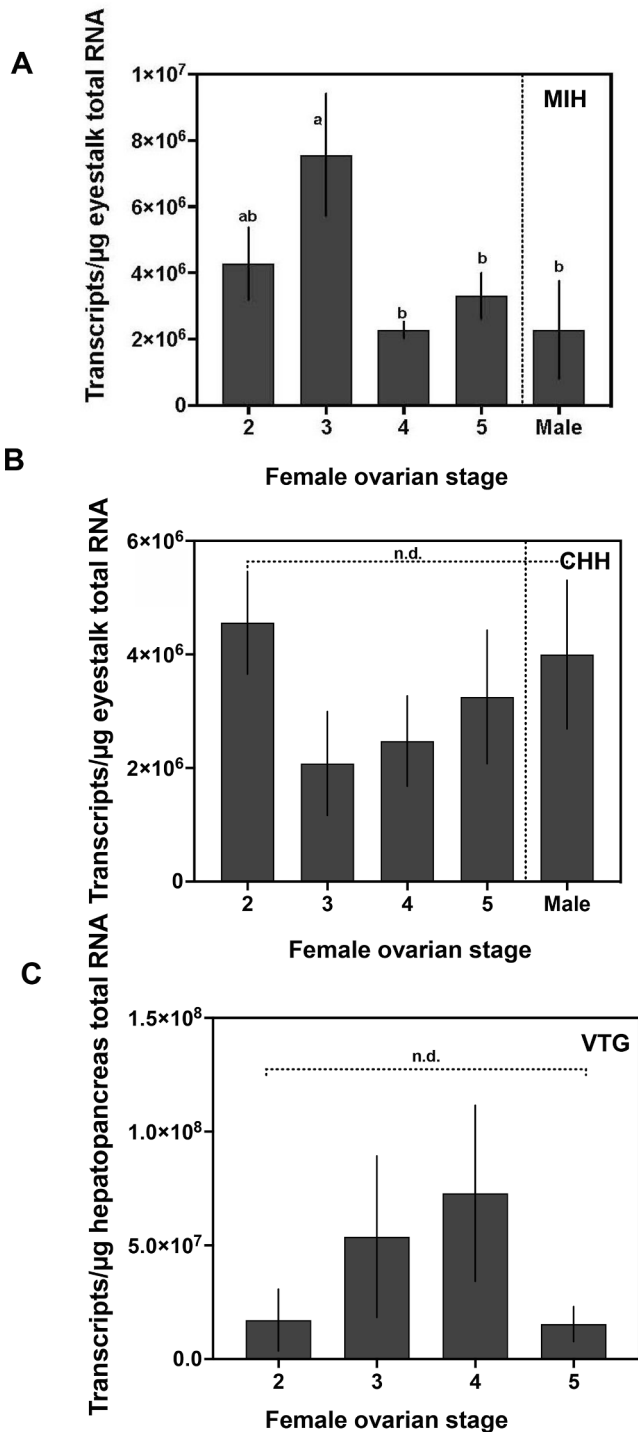 A
Transcripts/µg eyestalk total RNA
1×10⁷
8×10⁶
6×10⁶
4×10⁶
2×10⁶
0
MIH
ab
a
b
b
b
2
3
4
5
Male
Female ovarian stage
B
Transcripts/µg eyestalk total RNA
6×10⁶
4×10⁶
2×10⁶
0
n.d.
CHH
2
3
4
5
Male
Female ovarian stage
C
Transcripts/µg hepatopancreas total RNA
1.5×10⁸
1.0×10⁸
5.0×10⁷
0.0
n.d.
VTG
2
3
4
5
Female ovarian stage